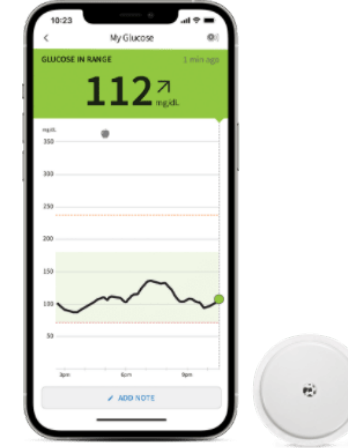 10:23
My Glucose
GLUCOSE IN RANGE
1 min ago
112
mg/dL
mg/dL
350
300
250
200
150
100
50
3pm
6pm
9pm
ADD NOTE